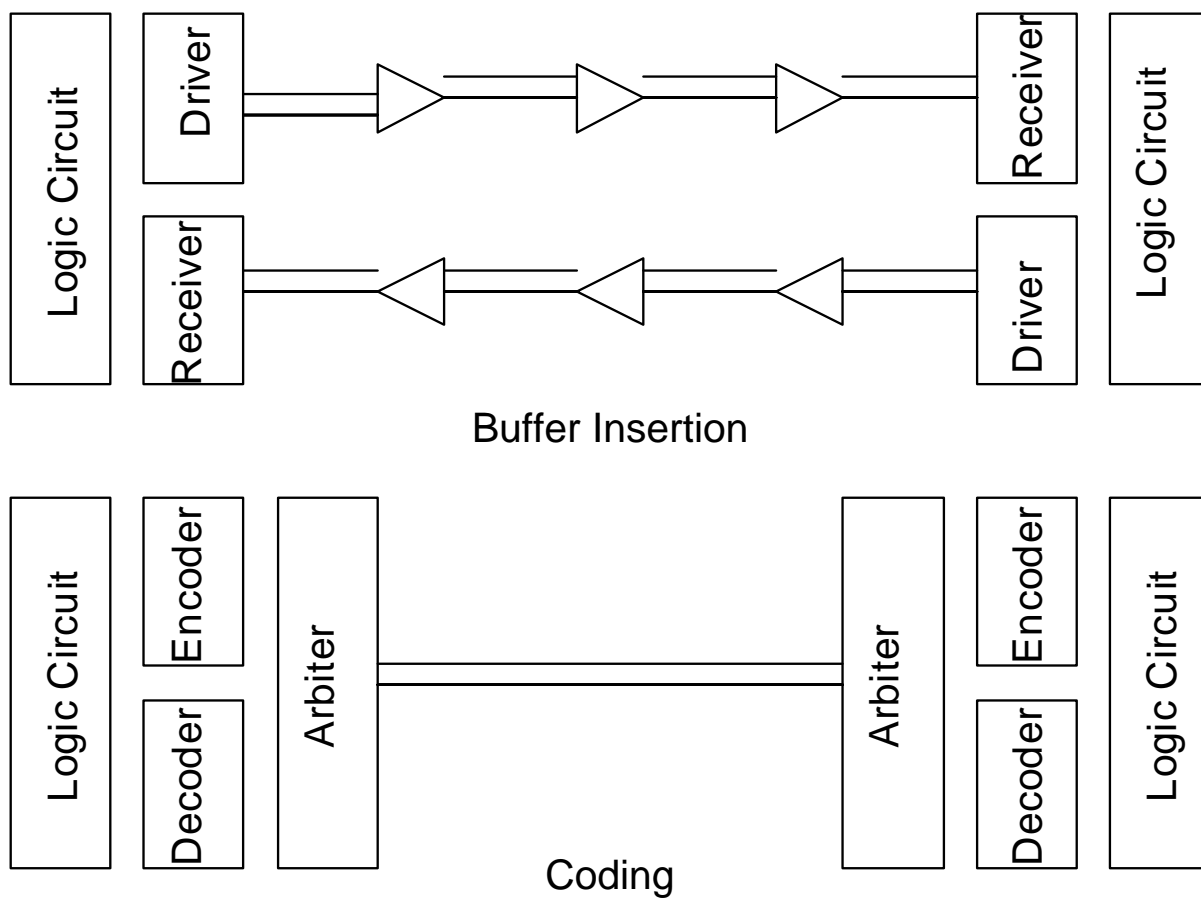 Logic Circuit
Driver
Receiver
Logic Circuit
Receiver
Driver
Buffer Insertion
Logic Circuit
Encoder
Decoder
Arbiter
Arbiter
Encoder
Decoder
Logic Circuit
Coding